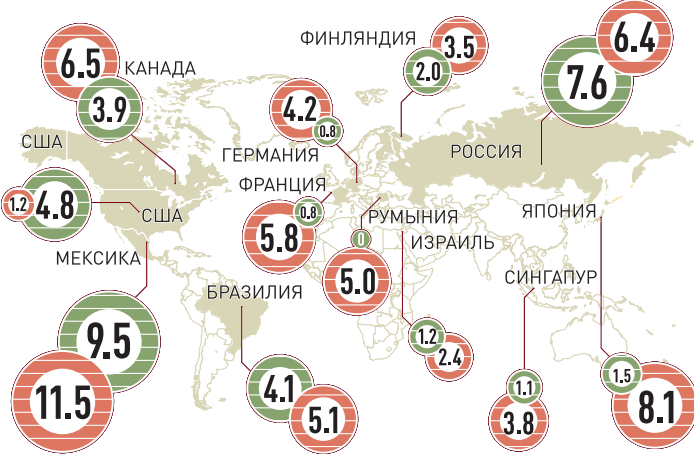 6.4
ФИНЛЯНДИЯ
3.5
6.5
КАНАДА
2.0
7.6
3.9
4.2
0.8
США
ГЕРМАНИЯ
РОССИЯ
ФРАНЦИЯ
1.2
4.8
США
0.8
РУМЫНИЯ
ЯПОНИЯ
5.8
0
ИЗРАИЛЬ
МЕКСИКА
5.0
СИНГАПУР
БРАЗИЛИЯ
9.5
1.2
2.4
11.5
4.1
5.1
1.1
3.8
1.5
8.1